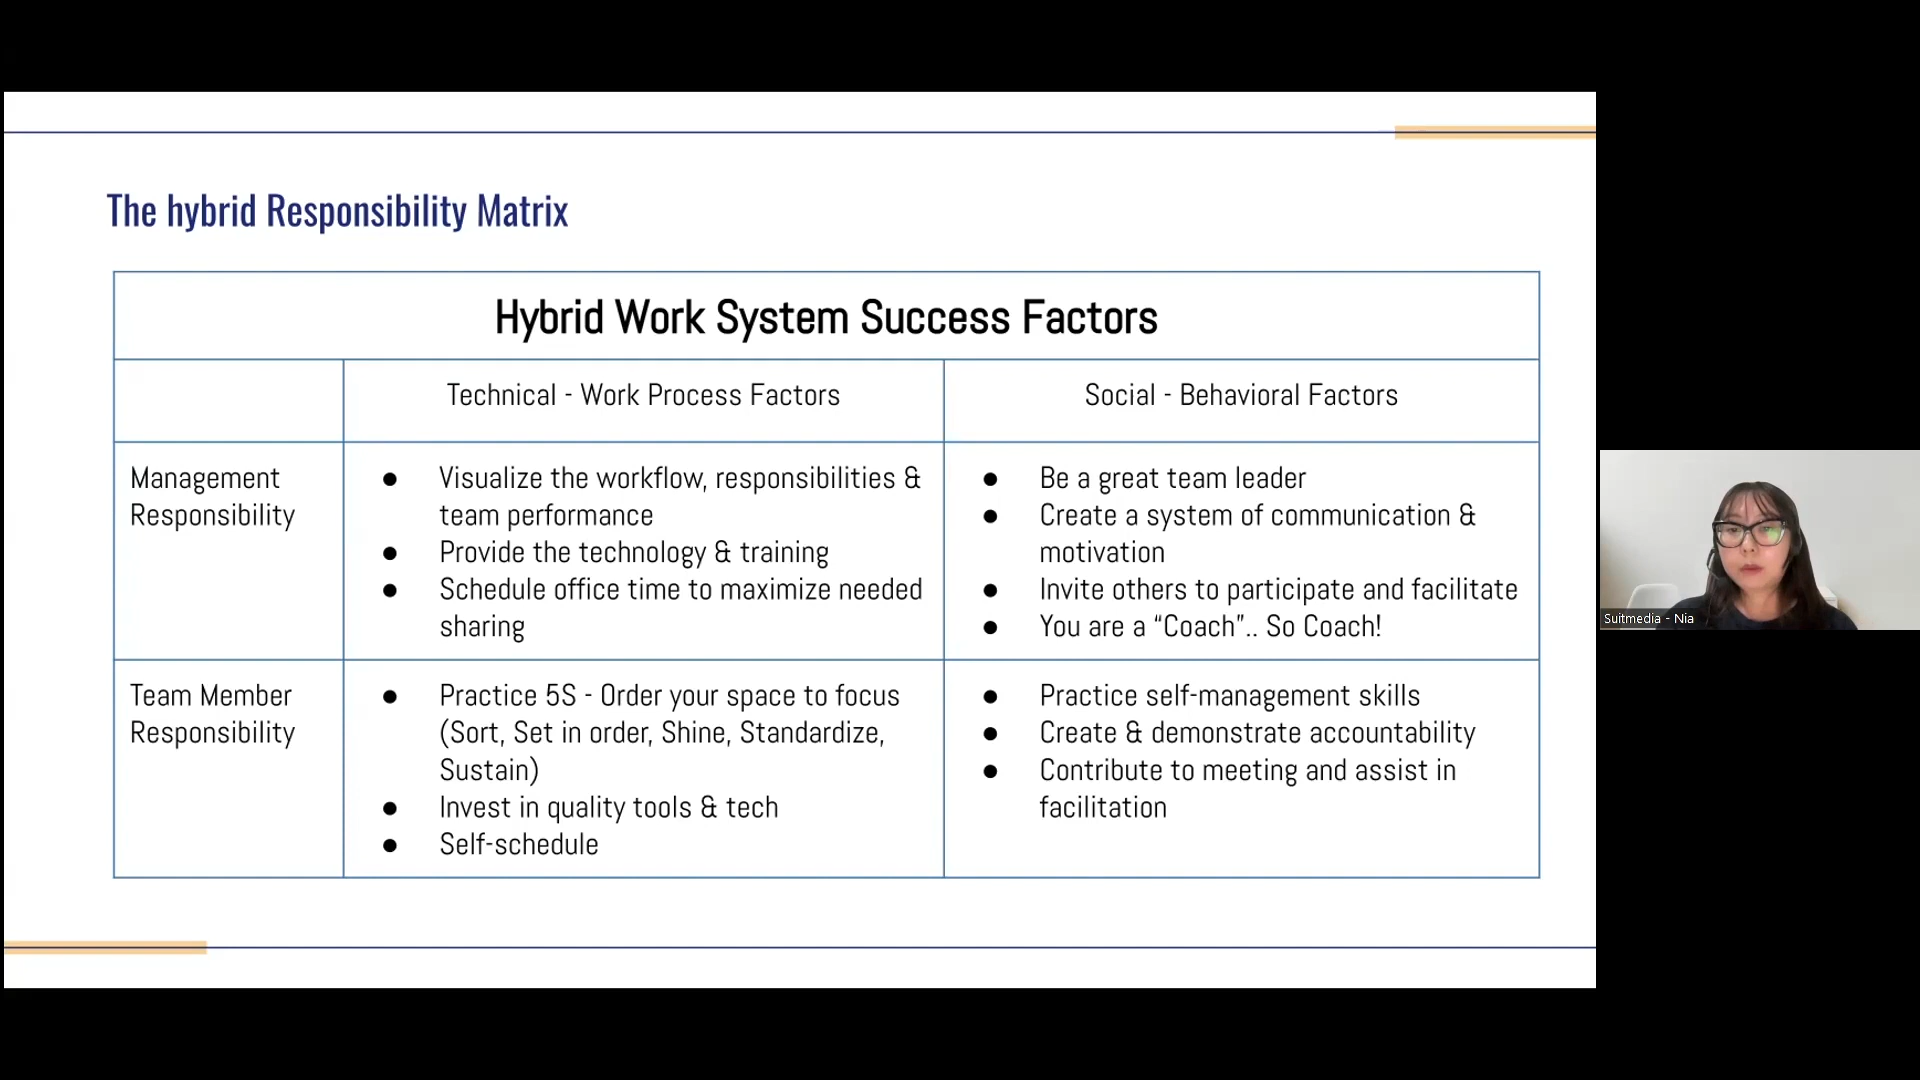 The hybrid Responsibility Matrix
Hybrid Work System Success Factors
Technical - Work Process Factors
Social - Behavioral Factors
Management
Responsibility
● Visualize the workflow, responsibilities &
team performance
● Provide the technology & training
● Schedule office time to maximize needed
sharing
● Be a great team leader
● Create a system of communication &
motivation
● Invite others to participate and facilitate
● You are a “Coach”.. So Coach!
Team Member
Responsibility
● Practice 5S - Order your space to focus
(Sort, Set in order, Shine, Standardize,
Sustain)
● Invest in quality tools & tech
● Self-schedule
● Practice self-management skills
● Create & demonstrate accountability
● Contribute to meeting and assist in
facilitation
Suitmedia - Nia